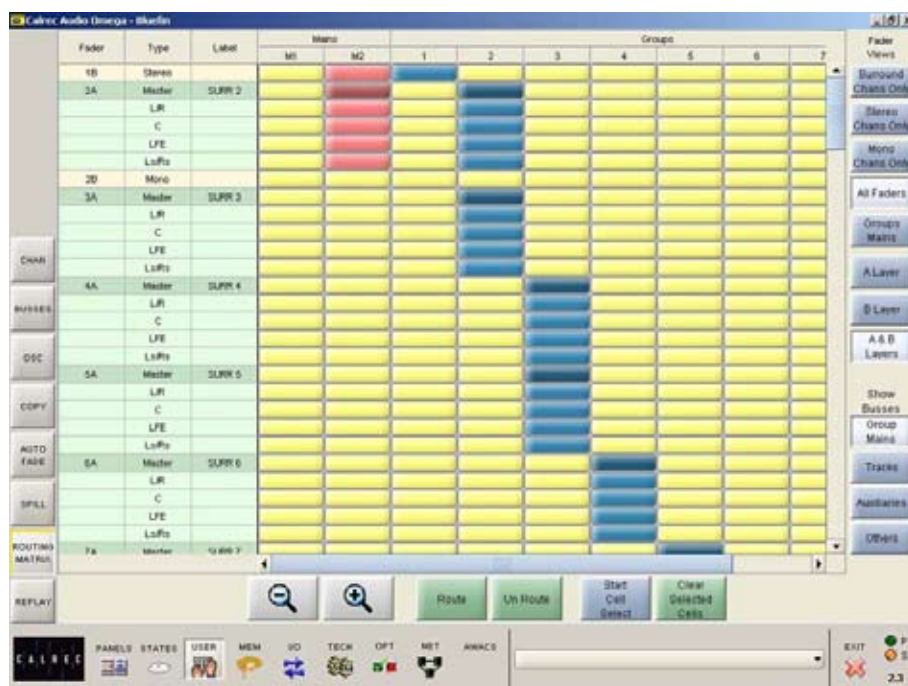 Calrec Audio Omega - Bluefin
Fader Type Label Mains Groups Fader Views
M1 M2 1 2 3 4 5 6 7
1B Stereo
2A Master SURR 2
L/R
C
LFE
Ls/Rs
2B Mono
3A Master SURR 3
L/R
C
LFE
Ls/Rs
4A Master SURR 4
L/R
C
LFE
Ls/Rs
5A Master SURR 5
L/R
C
LFE
Ls/Rs
6A Master SURR 6
L/R
C
LFE
Ls/Rs
7A Master SURR 7
CHAN
BUSSES
OSC
COPY
AUTO
FADE
SPILL
ROUTING
MATRIX
REPLAY
Surround
Chans Only
Stereo
Chans Only
Mono
Chans Only
All Faders
Groups
Mains
A Layer
B Layer
A & B
Layers
Show
Busses
Group
Mains
Tracks
Auxiliaries
Others
Route
Un Route
Start
Cell
Select
Clear
Selected
Cells
CALREC
PANELS STATES USER MEM I/O TECH OPT NET AWACS EXIT
P
S
2.3